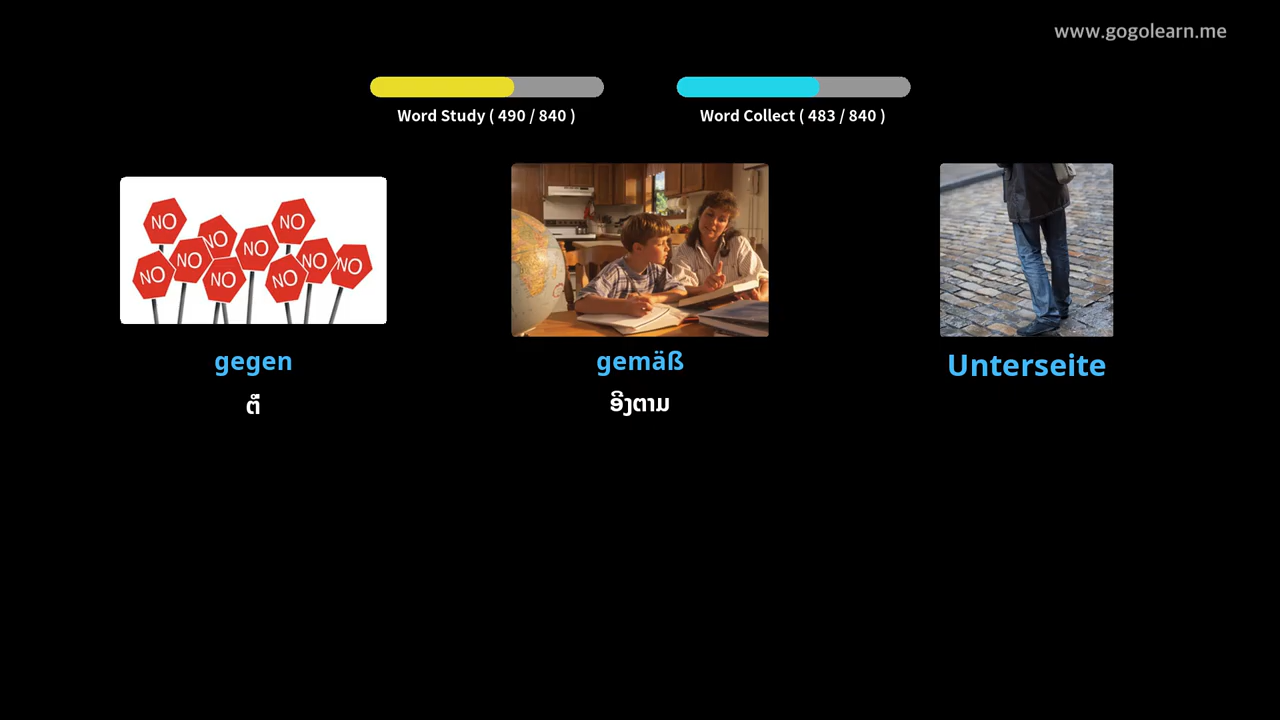 www.gogolearn.me
Word Study ( 490 / 840 )
Word Collect ( 483 / 840 )
NO
NO
NO
NO
NO
NO
NO
NO
NO
NO
gegen
gemäß
Unterseite
ຕໍ່
ອີງຕາມ